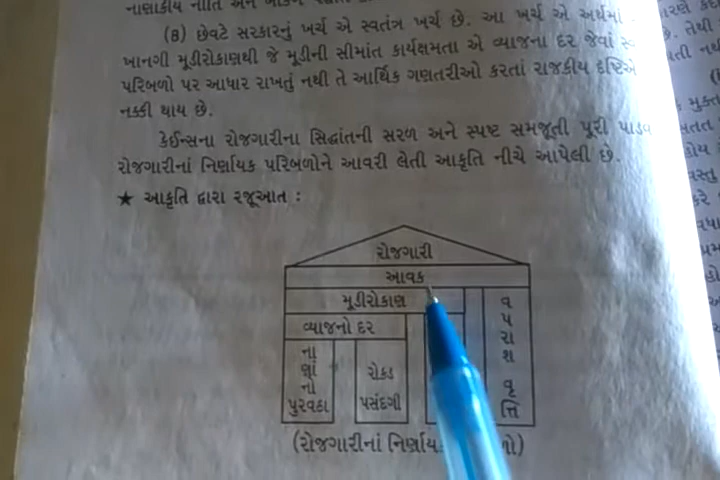 નાણાકીય નીતિ અને
(8) છેવટે સરકારનું ખર્ચ એ સ્વતંત્ર ખર્ચ છે. આ ખર્ચ એ અર્થમાં
ખાનગી મૂડીરોકાણથી જે મૂડીની સીમાંત કાર્યક્ષમતા એ વ્યાજના દર જેવાં
પરિબળો પર આધાર રાખતું નથી તે આર્થિક ગણતરીઓ કરતાં રાજકીય દૃષ્ટિએ
નક્કી થાય છે.
કેઈન્સના રોજગારીના સિદ્ધાંતની સરળ અને સ્પષ્ટ સમજૂતી પૂરી
રોજગારીનાં નિર્ણાયક પરિબળોને આવરી લેતી આકૃતિ નીચે આપેલી છે.
★ આકૃતિ દ્વારા રજૂઆત :
રોજગારી
આવક
મૂડીરોકાણ
વ્યાજનો દર
નાણાંનો પુરવઠા
રોકડ
પસંદગી
વપરાશ વૃત્તિ
(રોજગારીનાં